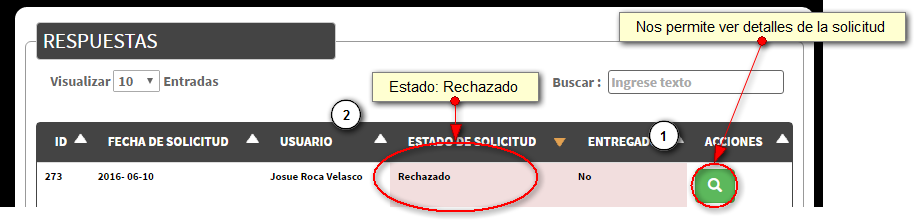 Nos permite ver detalles de la solicitud
RESPUESTAS
Visualizar 10 Entradas
Estado: Rechazado
Buscar : Ingrese texto
2
1
ID FECHA DE SOLICITUD USUARIO ESTADO DE SOLICITUD ENTREGAD ACCIONES
273 2016- 06-10 Josue Roca Velasco Rechazado No